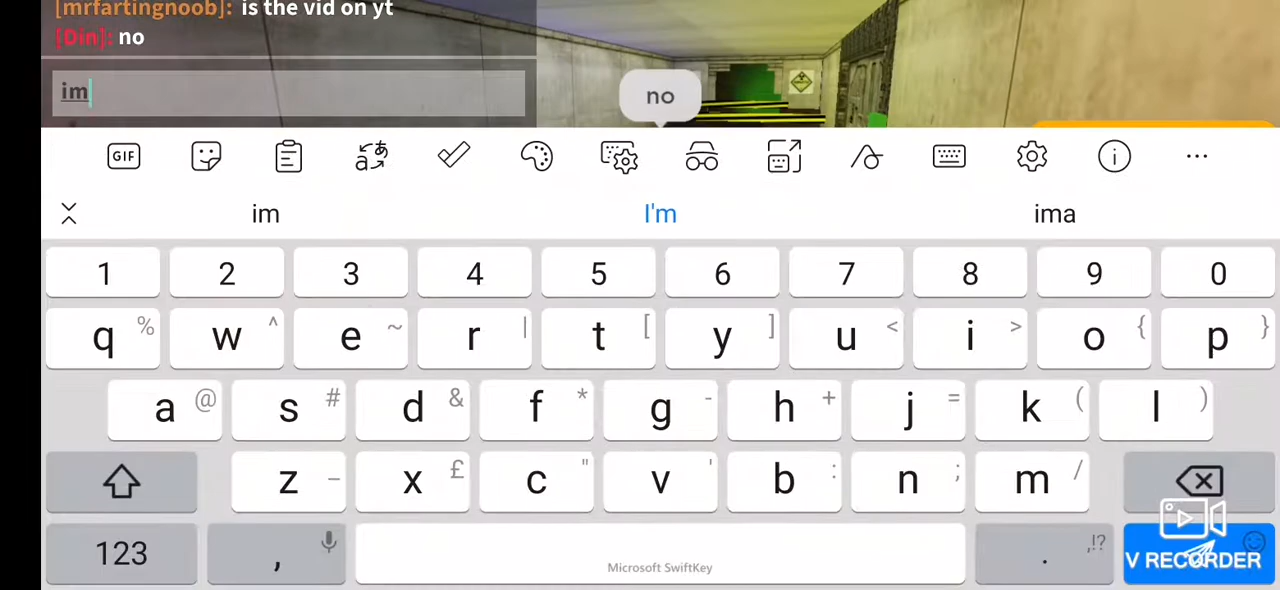 [mrfartingnoob]: is the vid on yt
[Din]: no
im
no
GIF
im I'm ima
1 2 3 4 5 6 7 8 9 0
q % w ^ e ~ r | t [ y ] u < i > o { p }
a @ s # d & f * g - h + j = k ( l )
z _ x £ c " v ' b : n ; m /
123 , Microsoft SwiftKey . ,!? V RECORDER